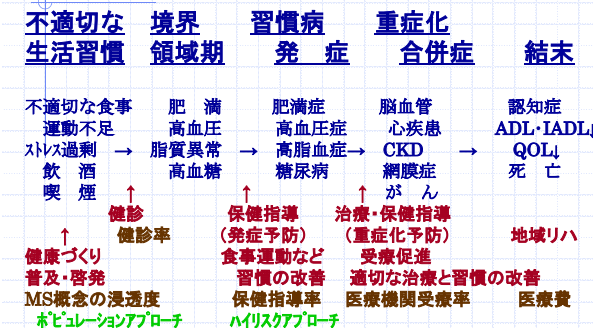 不適切な 境界 習慣病 重症化
生活習慣 領域期 発 症 合併症 結末
不適切な食事 肥 満 肥満症 脳血管 認知症
運動不足 高血圧 高血圧症 心疾患 ADL・IADL↓
ストレス過剰 → 脂質異常 → 高脂血症→ CKD → QOL↓
飲 酒 高血糖 糖尿病 網膜症 死 亡
喫 煙 ↑ ↑ ↑ が ん
健診 保健指導 治療・保健指導
↑ 健診率 (発症予防) (重症化予防) 地域リハ
健康づくり 食事運動など 受療促進
普及・啓発 習慣の改善 適切な治療と習慣の改善
MS概念の浸透度 保健指導率 医療機関受療率 医療費
ポピュレーションアプローチ ハイリスクアプローチ